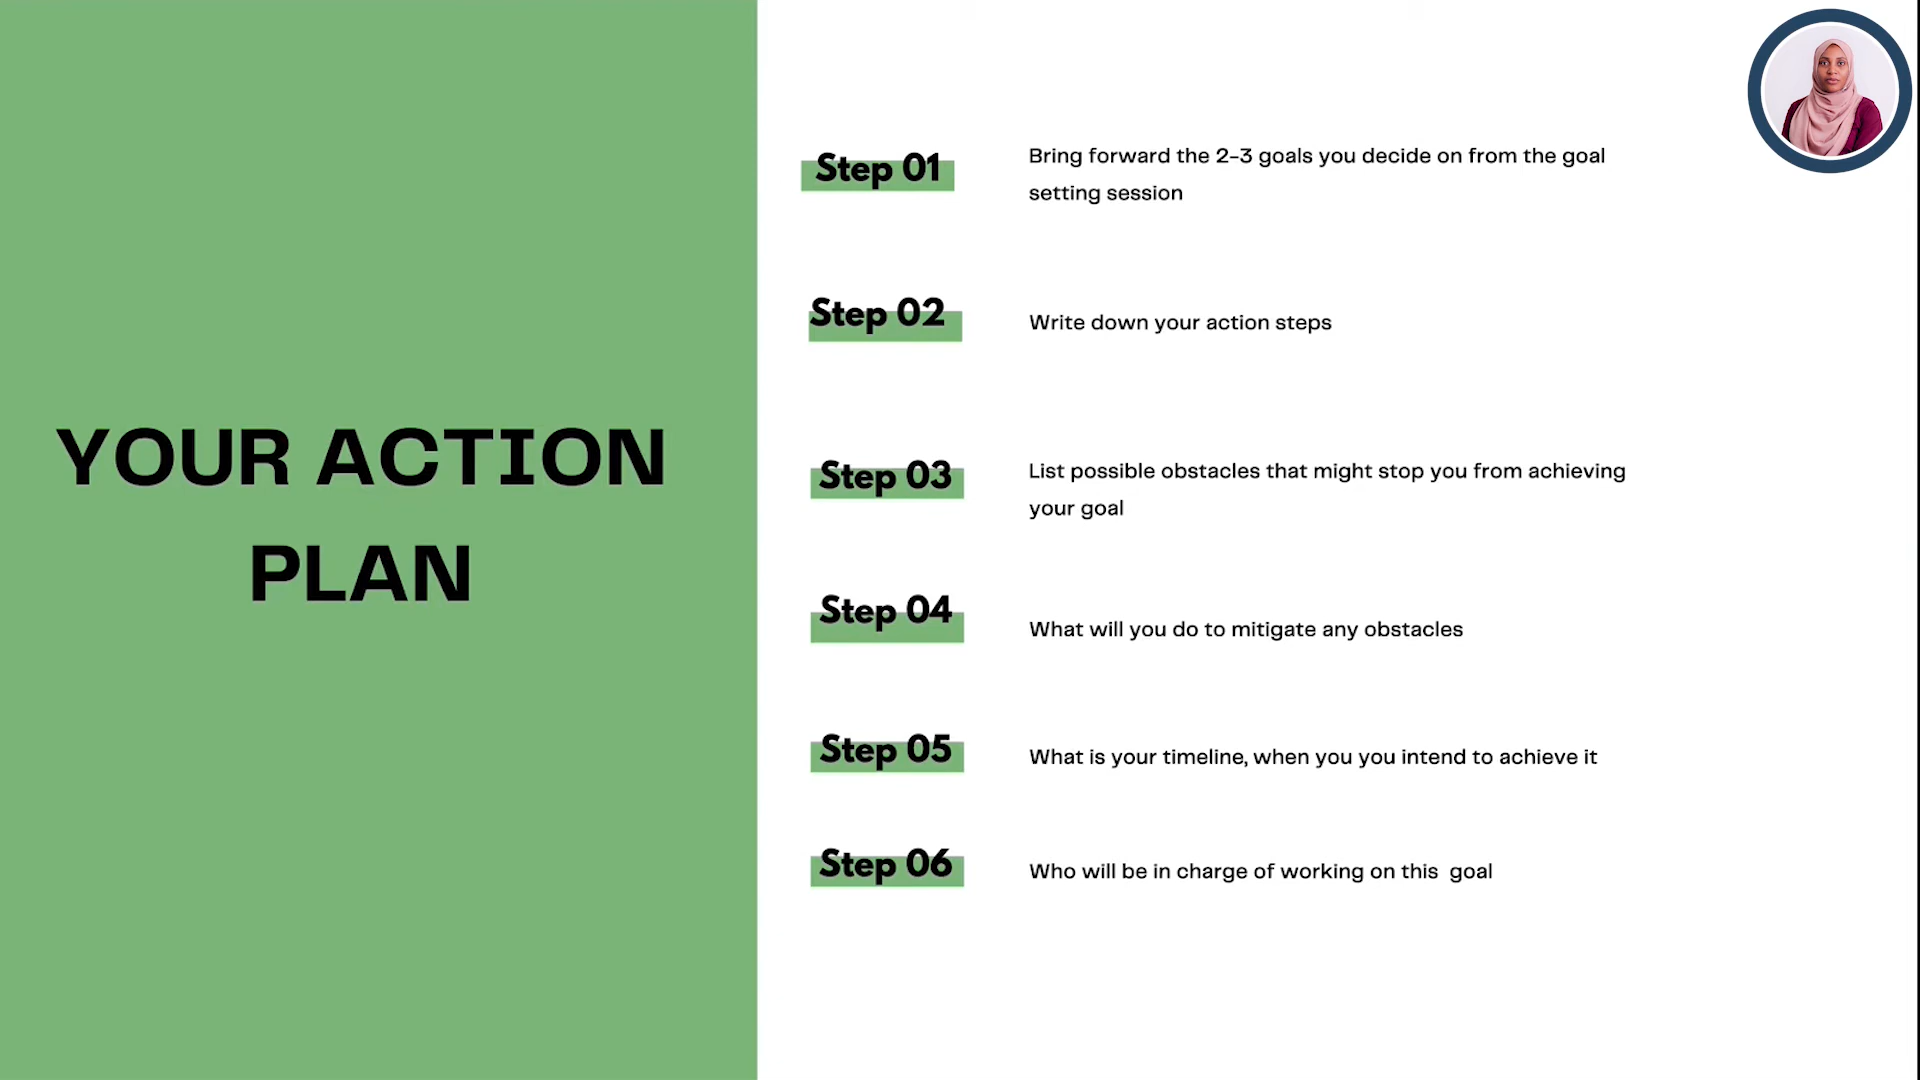 YOUR ACTION
PLAN
Step 01
Bring forward the 2-3 goals you decide on from the goal
setting session
Step 02
Write down your action steps
Step 03
List possible obstacles that might stop you from achieving
your goal
Step 04
What will you do to mitigate any obstacles
Step 05
What is your timeline, when you you intend to achieve it
Step 06
Who will be in charge of working on this  goal